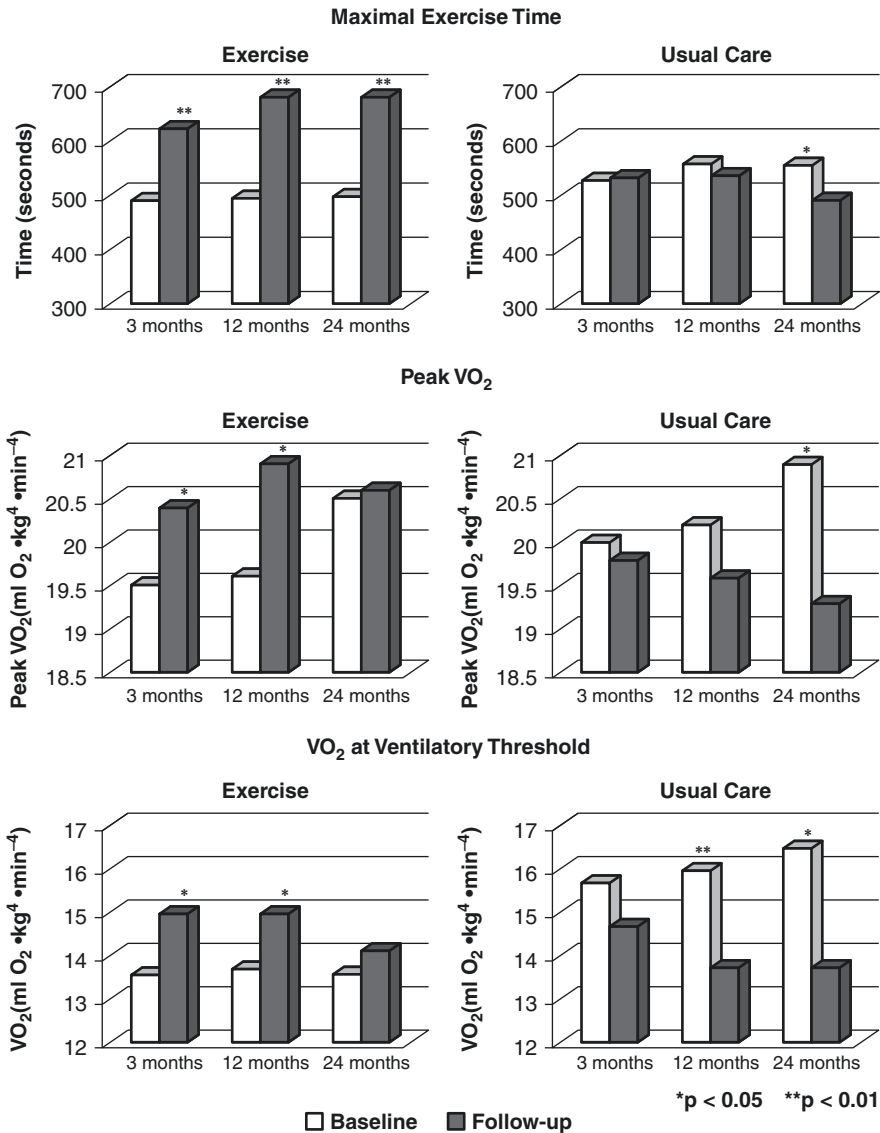 Maximal Exercise Time
Exercise
Usual Care
Time (seconds)
700
600
500
400
300
** ** **
3 months 12 months 24 months
Time (seconds)
700
600
500
400
300
*
3 months 12 months 24 months
Peak VO₂
Exercise
Usual Care
Peak VO₂(ml O₂ •kg⁴ •min⁻⁴)
21
20.5
20
19.5
19
18.5
* *
3 months 12 months 24 months
Peak VO₂(ml O₂ •kg⁴ •min⁻⁴)
21
20.5
20
19.5
19
18.5
*
3 months 12 months 24 months
VO₂ at Ventilatory Threshold
Exercise
Usual Care
VO₂(ml O₂ •kg⁴ •min⁻⁴)
17
16
15
14
13
12
* *
3 months 12 months 24 months
VO₂(ml O₂ •kg⁴ •min⁻⁴)
17
16
15
14
13
12
** *
3 months 12 months 24 months
*p < 0.05 **p < 0.01
Baseline Follow-up